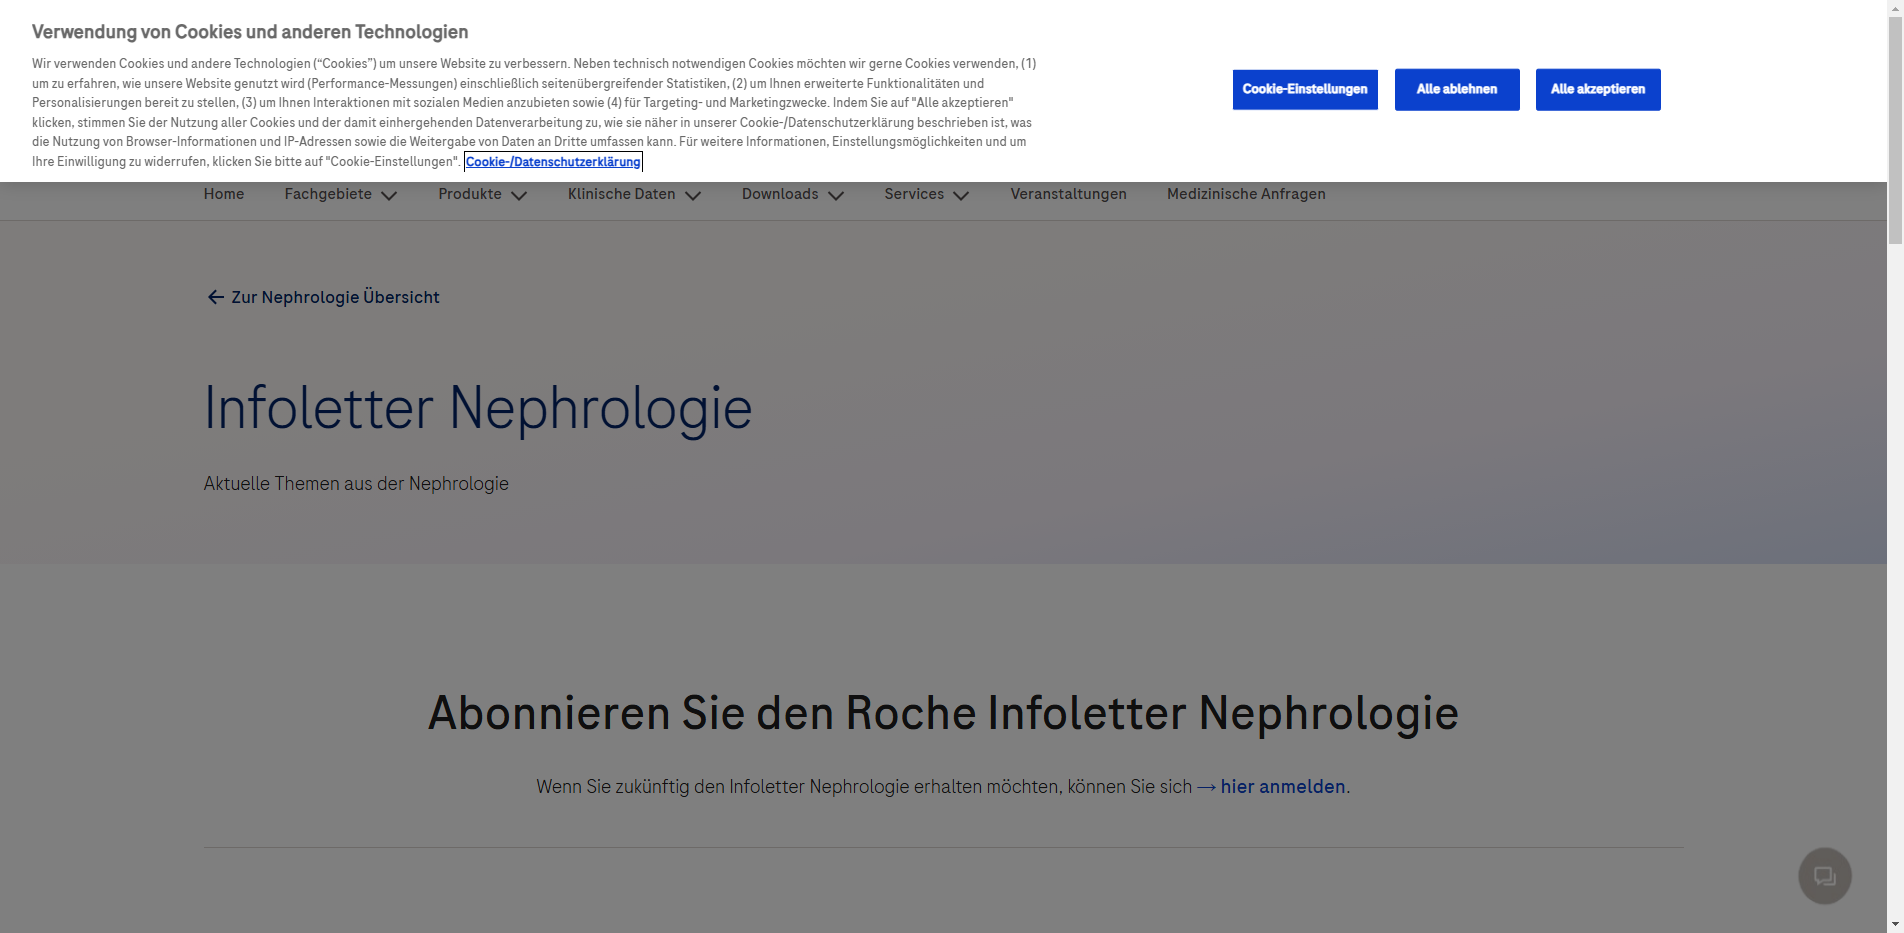 Verwendung von Cookies und anderen Technologien
Wir verwenden Cookies und andere Technologien (“Cookies”) um unsere Website zu verbessern. Neben technisch notwendigen Cookies möchten wir gerne Cookies verwenden, (1)
um zu erfahren, wie unsere Website genutzt wird (Performance-Messungen) einschließlich seitenübergreifender Statistiken, (2) um Ihnen erweiterte Funktionalitäten und
Personalisierungen bereit zu stellen, (3) um Ihnen Interaktionen mit sozialen Medien anzubieten sowie (4) für Targeting- und Marketingzwecke. Indem Sie auf "Alle akzeptieren"
klicken, stimmen Sie der Nutzung aller Cookies und der damit einhergehenden Datenverarbeitung zu, wie sie näher in unserer Cookie-/Datenschutzerklärung beschrieben ist, was
die Nutzung von Browser-Informationen und IP-Adressen sowie die Weitergabe von Daten an Dritte umfassen kann. Für weitere Informationen, Einstellungsmöglichkeiten und um
Ihre Einwilligung zu widerrufen, klicken Sie bitte auf "Cookie-Einstellungen". Cookie-/Datenschutzerklärung
Cookie-Einstellungen Alle ablehnen Alle akzeptieren
Home Fachgebiete Produkte Klinische Daten Downloads Services Veranstaltungen Medizinische Anfragen
← Zur Nephrologie Übersicht
Infoletter Nephrologie
Aktuelle Themen aus der Nephrologie
Abonnieren Sie den Roche Infoletter Nephrologie
Wenn Sie zukünftig den Infoletter Nephrologie erhalten möchten, können Sie sich → hier anmelden.